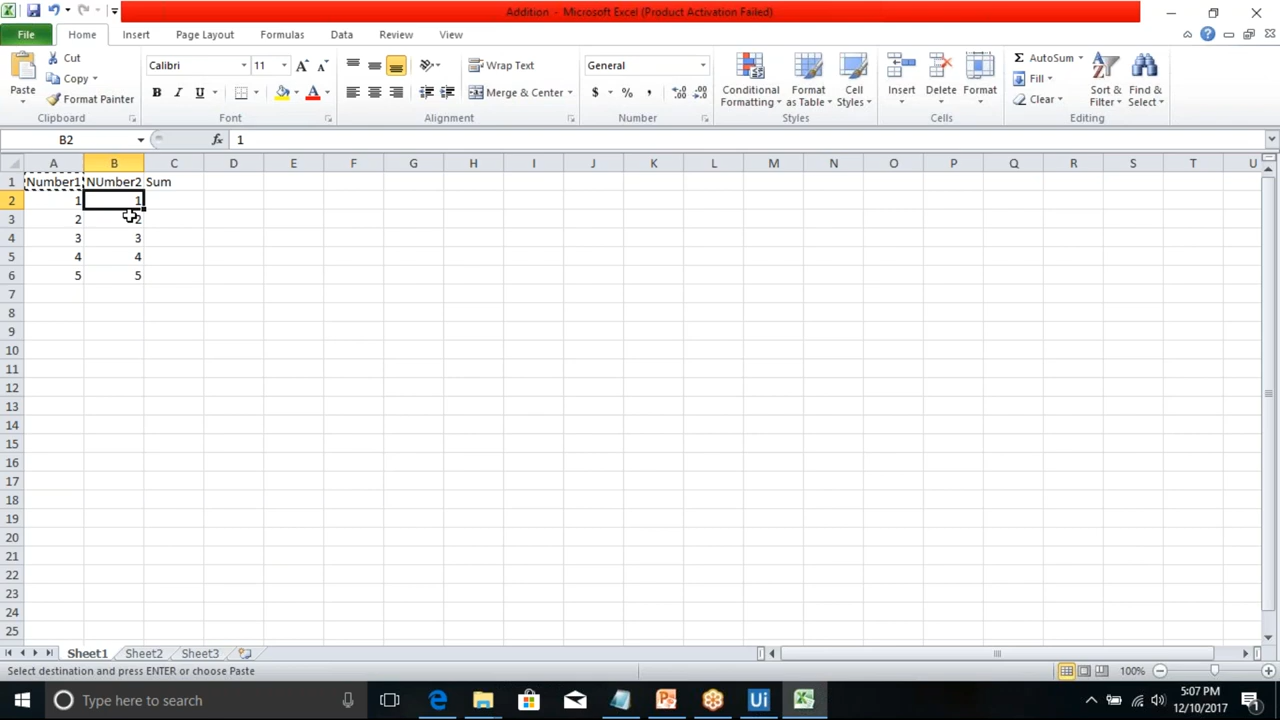 Addition - Microsoft Excel (Product Activation Failed)
File Home Insert Page Layout Formulas Data Review View
Paste
Cut
Copy
Format Painter
Clipboard
Calibri 11
B I U
Font
Wrap Text
Merge & Center
Alignment
General
$ % ,
Number
Conditional Formatting
Format as Table
Cell Styles
Styles
Insert
Delete
Format
Cells
Σ AutoSum
Fill
Clear
Sort & Filter
Find & Select
Editing
B2 fx 1
A B C D E F G H I J K L M N O P Q R S T U
1 Number1 NUmber2 Sum
2 1 1
3 2 2
4 3 3
5 4 4
6 5 5
7
8
9
10
11
12
13
14
15
16
17
18
19
20
21
22
23
24
25
Sheet1 Sheet2 Sheet3
Select destination and press ENTER or choose Paste 100%
Type here to search
5:07 PM
12/10/2017